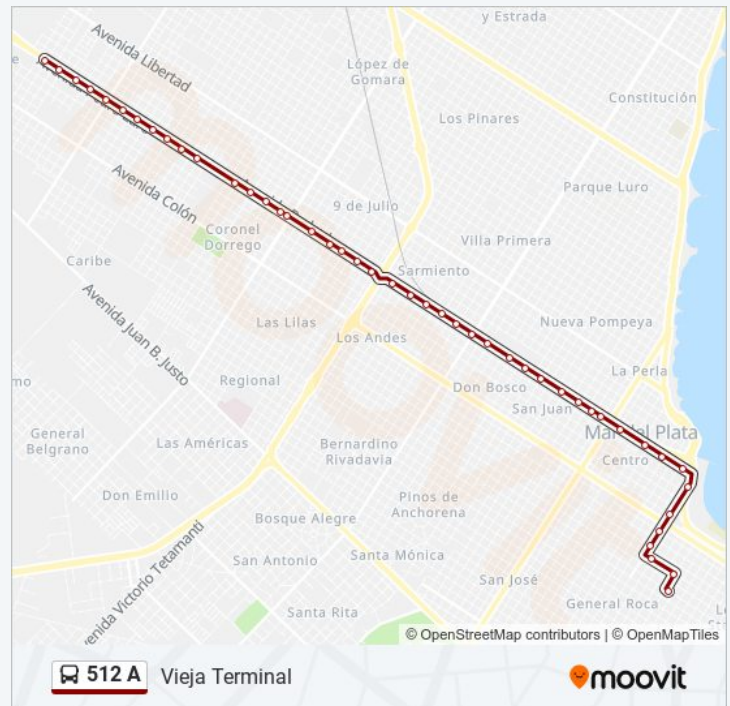 y Estrada
Avenida Libertad
López de
Gomara
Constitución
Los Pinares
Parque Luro
Avenida Colón
9 de Julio
Coronel
Dorrego
Villa Primera
Caribe
Sarmiento
Avenida Juan B. Justo
Las Lilas
Nueva Pompeya
Los Andes
La Perla
Regional
Don Bosco
San Juan
Mar del Plata
General
Belgrano
Las Américas
Bernardino
Rivadavia
Centro
Don Emilio
Pinos de
Anchorena
Bosque Alegre
Avenida Victorio Tetamanti
Santa Mónica
San Antonio
San José
General Roca
Santa Rita
© OpenStreetMap contributors | © OpenMapTiles
512 A
Vieja Terminal
moovit